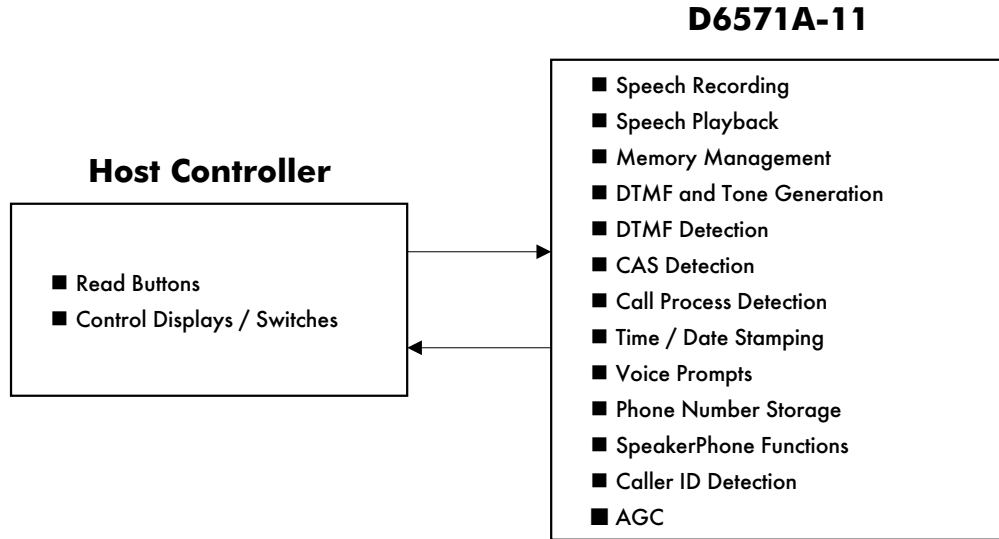 D6571A-11
Host Controller
■ Read Buttons
■ Control Displays / Switches
■ Speech Recording
■ Speech Playback
■ Memory Management
■ DTMF and Tone Generation
■ DTMF Detection
■ CAS Detection
■ Call Process Detection
■ Time / Date Stamping
■ Voice Prompts
■ Phone Number Storage
■ SpeakerPhone Functions
■ Caller ID Detection
■ AGC